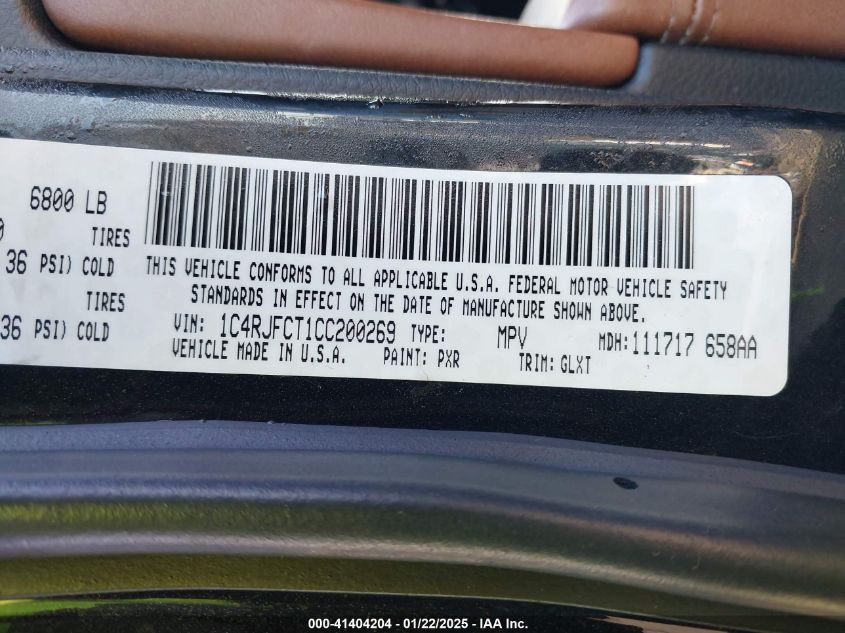 6800 LB
TIRES
36 PSI) COLD
TIRES
36 PSI) COLD
THIS VEHICLE CONFORMS TO ALL APPLICABLE U.S.A. FEDERAL MOTOR VEHICLE SAFETY
STANDARDS IN EFFECT ON THE DATE OF MANUFACTURE SHOWN ABOVE.
VIN: 1C4RJFCT1CC200269 TYPE: MPV MDH:111717 658AA
VEHICLE MADE IN U.S.A. PAINT: PXR TRIM: GLXT
000-41404204 - 01/22/2025 - IAA Inc.